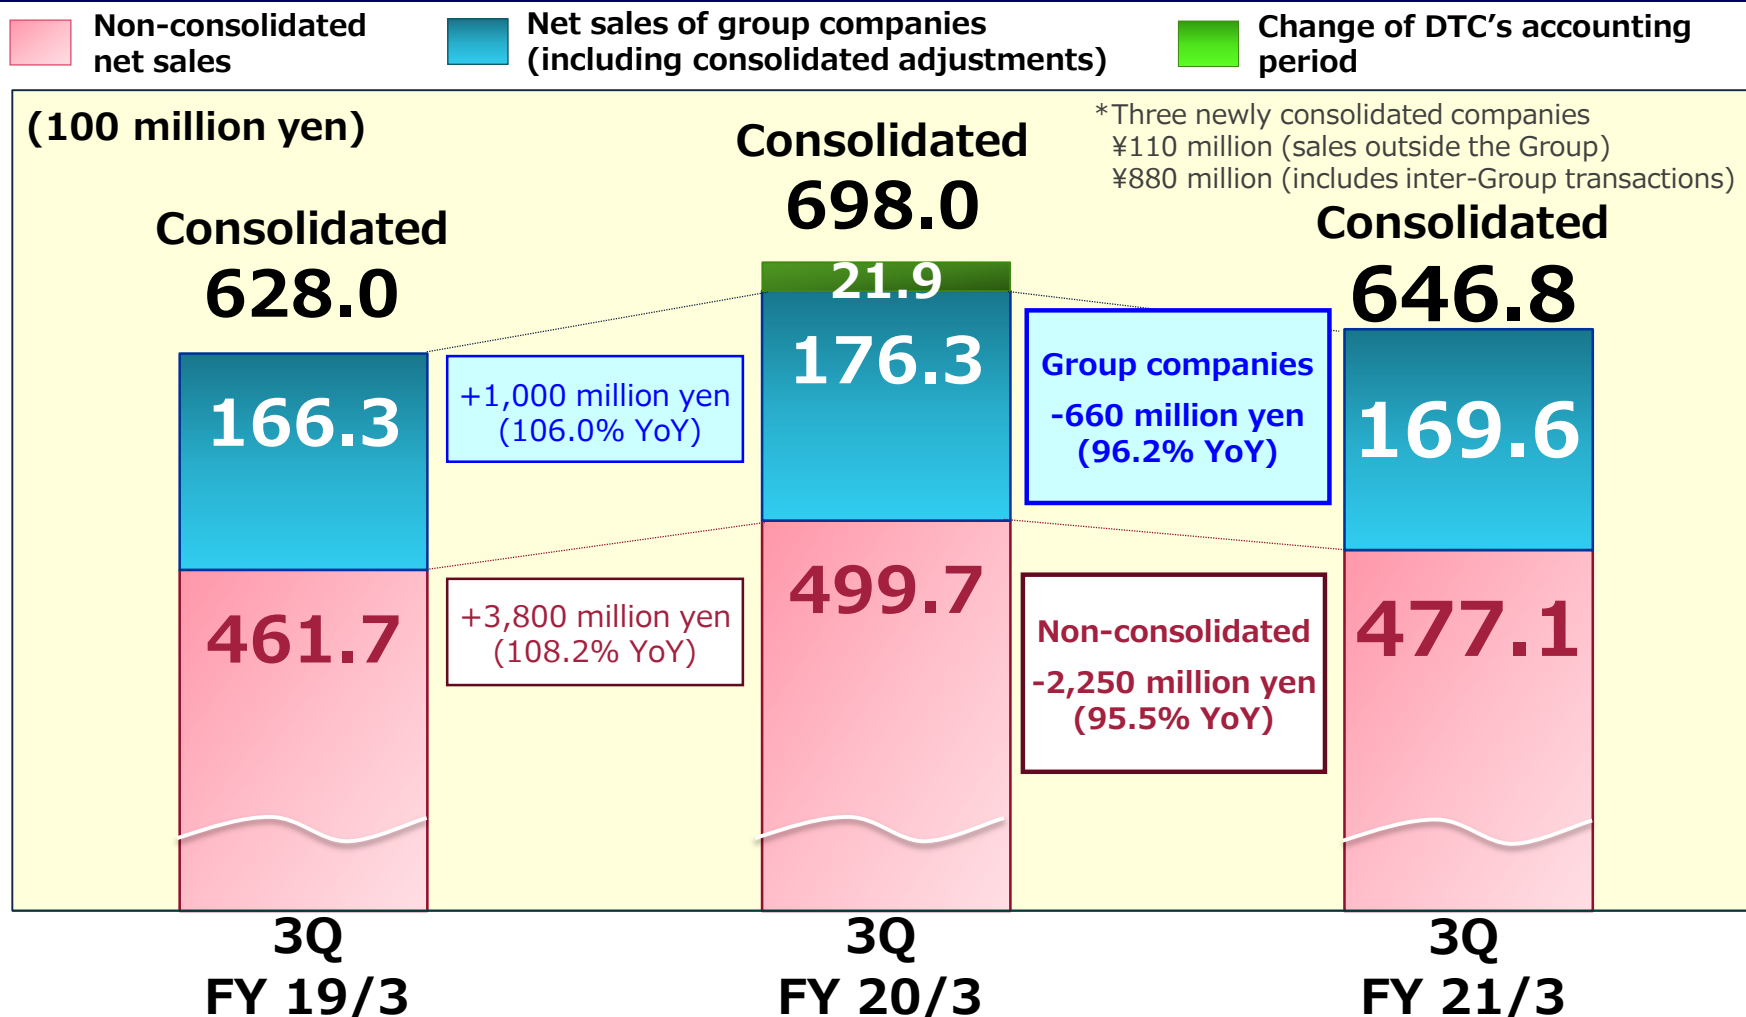 Non-consolidated
net sales
Net sales of group companies
(including consolidated adjustments)
Change of DTC's accounting
period
(100 million yen)
*Three newly consolidated companies
¥110 million (sales outside the Group)
¥880 million (includes inter-Group transactions)
Consolidated
628.0
Consolidated
698.0
Consolidated
646.8
21.9
166.3
+1,000 million yen
(106.0% YoY)
176.3
Group companies
-660 million yen
(96.2% YoY)
169.6
461.7
+3,800 million yen
(108.2% YoY)
499.7
Non-consolidated
-2,250 million yen
(95.5% YoY)
477.1
3Q
FY 19/3
3Q
FY 20/3
3Q
FY 21/3